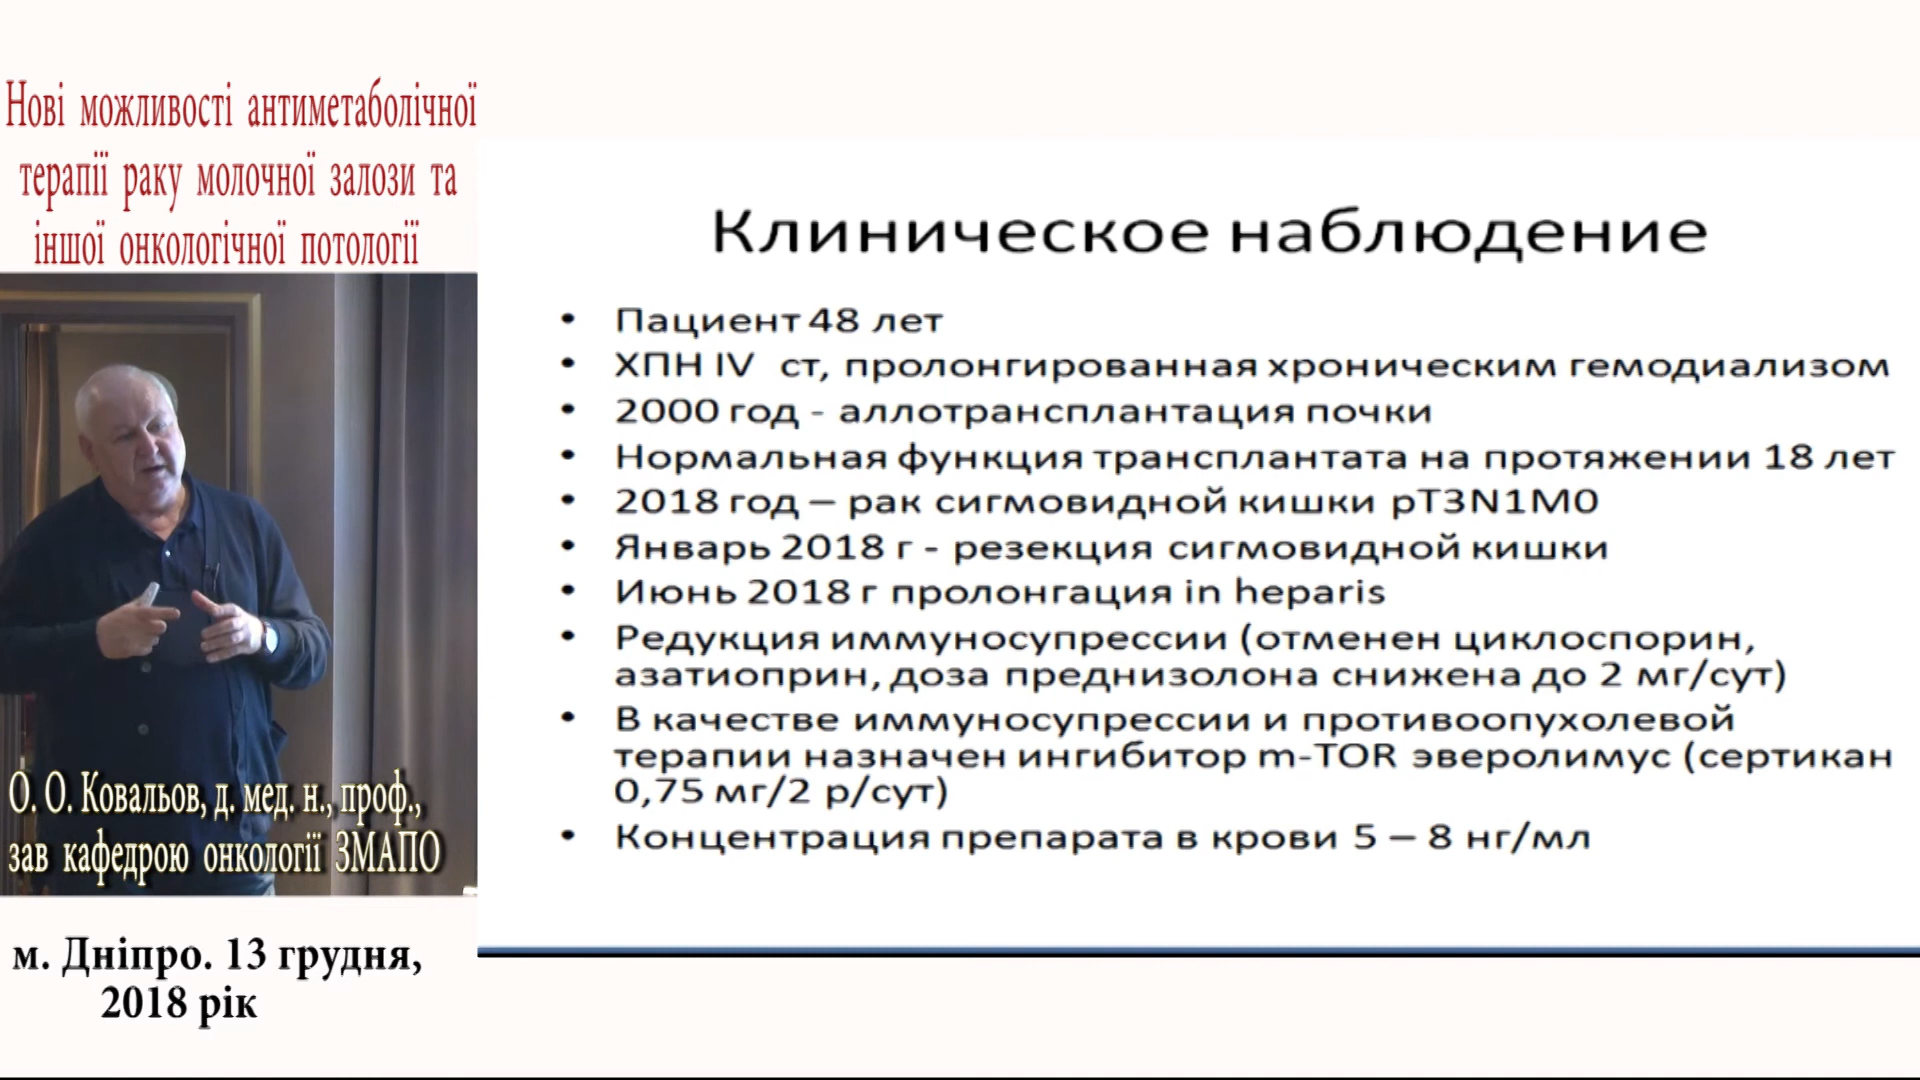 Нові можливості антиметаболічної
терапії раку молочної залози та
іншої онкологічної потології
О. О. Ковальов, д. мед. н., проф.,
зав кафедрою онкології ЗМАПО
м. Дніпро. 13 грудня,
2018 рік
Клиническое наблюдение
• Пациент 48 лет
• ХПН IV ст, пролонгированная хроническим гемодиализом
• 2000 год - аллотрансплантация почки
• Нормальная функция трансплантата на протяжении 18 лет
• 2018 год – рак сигмовидной кишки pT3N1M0
• Январь 2018 г - резекция сигмовидной кишки
• Июнь 2018 г пролонгация in heparis
• Редукция иммуносупрессии (отменен циклоспорин,
азатиоприн, доза преднизолона снижена до 2 мг/сут)
• В качестве иммуносупрессии и противоопухолевой
терапии назначен ингибитор m-TOR эверолимус (сертикан
0,75 мг/2 р/сут)
• Концентрация препарата в крови 5 – 8 нг/мл